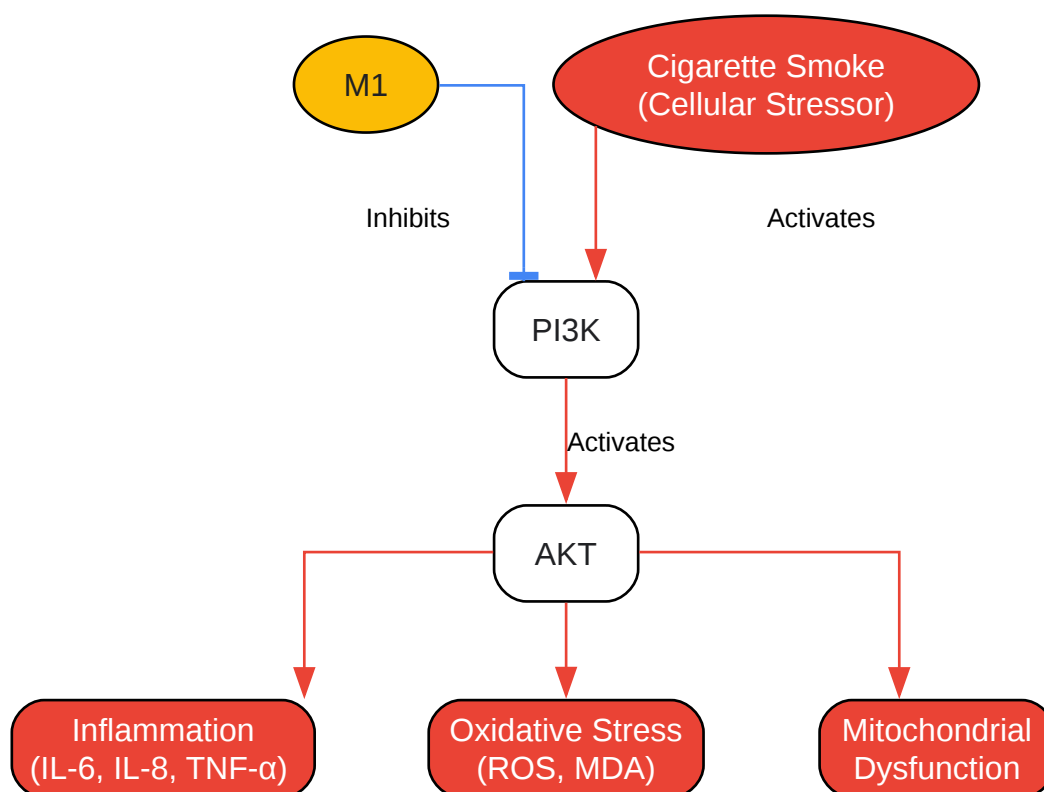 M1
Cigarette Smoke
(Cellular Stressor)
Inhibits
Activates
PI3K
Activates
AKT
Inflammation
(IL-6, IL-8, TNF-α)
Oxidative Stress
(ROS, MDA)
Mitochondrial
Dysfunction